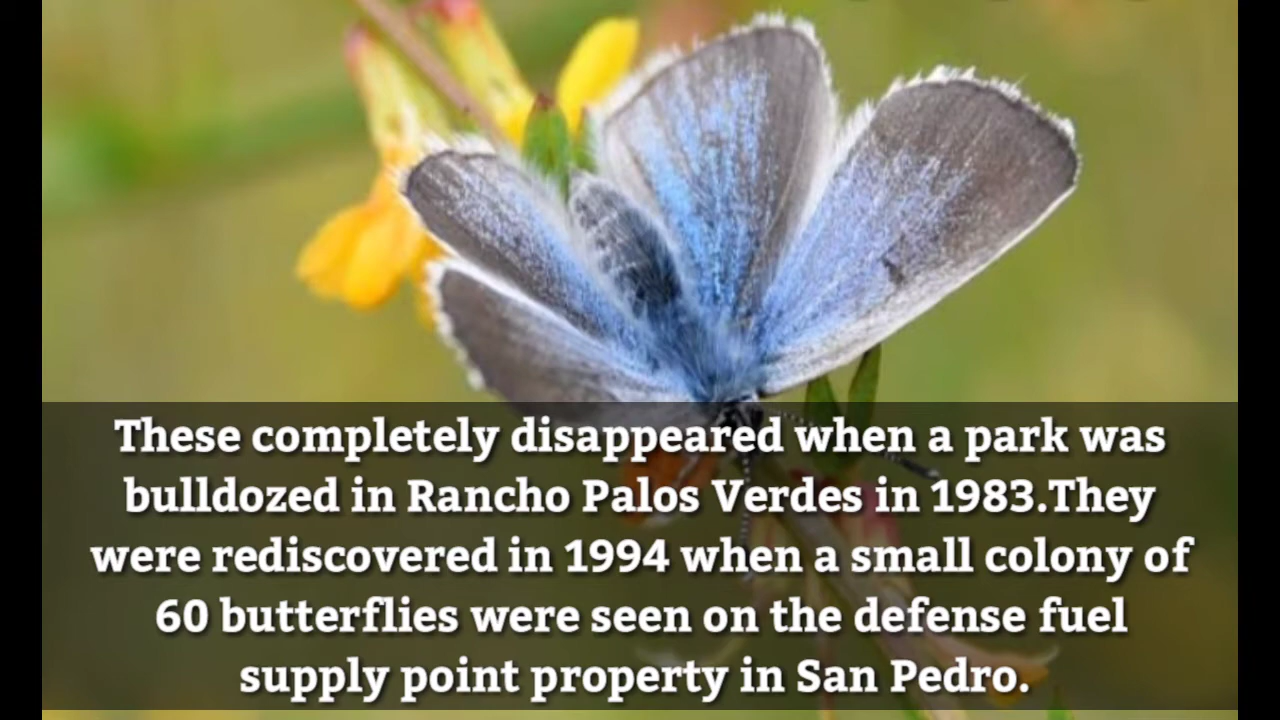 These completely disappeared when a park was
bulldozed in Rancho Palos Verdes in 1983.They
were rediscovered in 1994 when a small colony of
60 butterflies were seen on the defense fuel
supply point property in San Pedro.